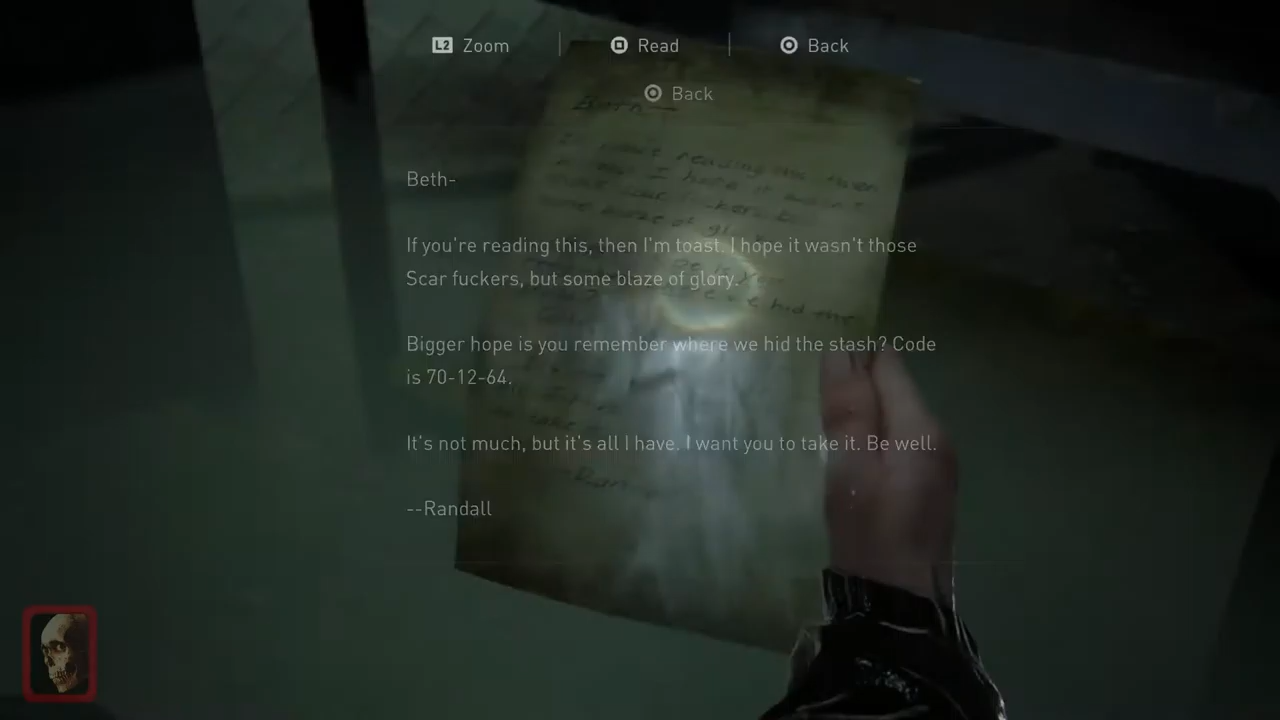 L2 Zoom
Read
Back
Back
Beth-
If you're reading this, then I'm toast. I hope it wasn't those
Scar fuckers, but some blaze of glory.
Bigger hope is you remember where we hid the stash? Code
is 70-12-64.
It's not much, but it's all I have. I want you to take it. Be well.
--Randall